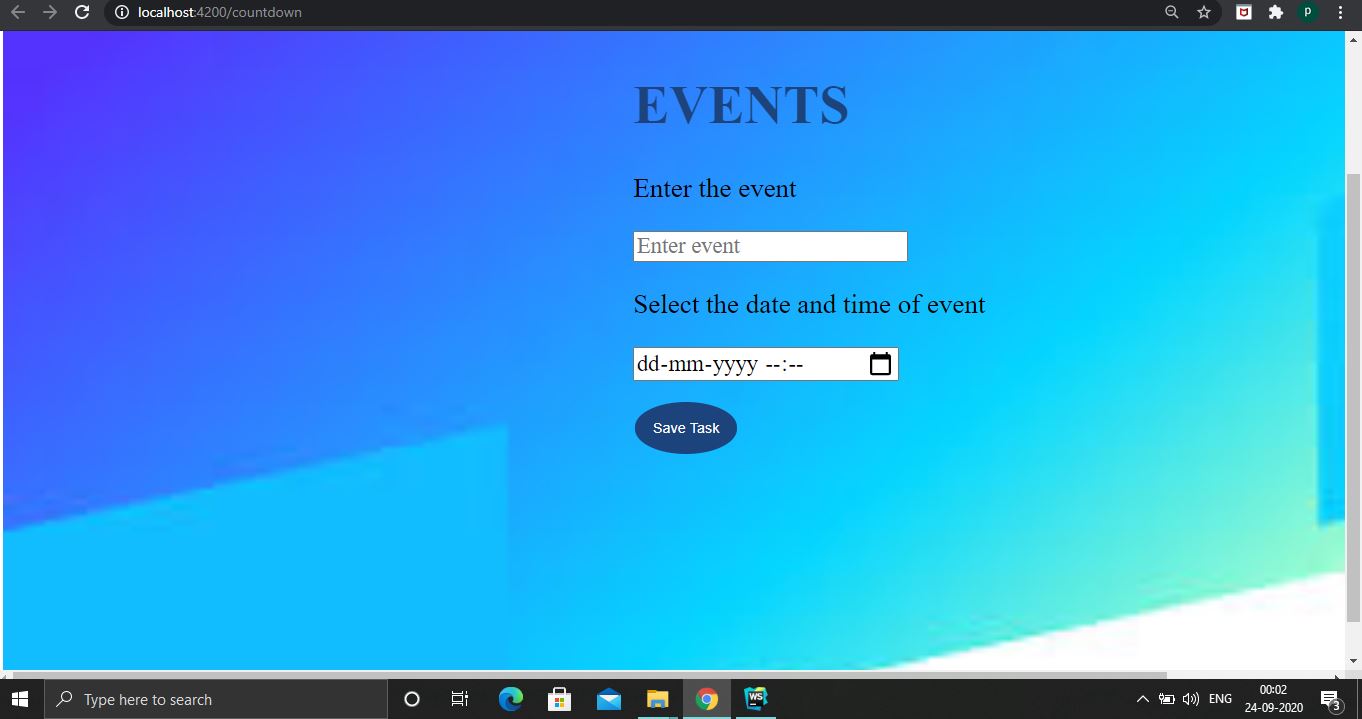 localhost:4200/countdown
p
EVENTS
Enter the event
Enter event
Select the date and time of event
dd-mm-yyyy --:--
Save Task
Type here to search
WS
ENG
00:02
24-09-2020
3